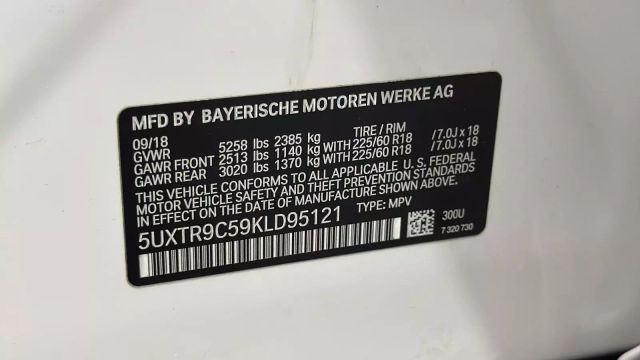 MFD BY BAYERISCHE MOTOREN WERKE AG
09/18 TIRE / RIM
GVWR 5258 lbs 2385 kg
GAWR FRONT 2513 lbs 1140 kg WITH 225/60 R18 /7.0J x 18
GAWR REAR 3020 lbs 1370 kg WITH 225/60 R18 /7.0J x 18
THIS VEHICLE CONFORMS TO ALL APPLICABLE U. S. FEDERAL
MOTOR VEHICLE SAFETY AND THEFT PREVENTION STANDARDS
IN EFFECT ON THE DATE OF MANUFACTURE SHOWN ABOVE.
5UXTR9C59KLD95121 TYPE: MPV
300U
7 320 730